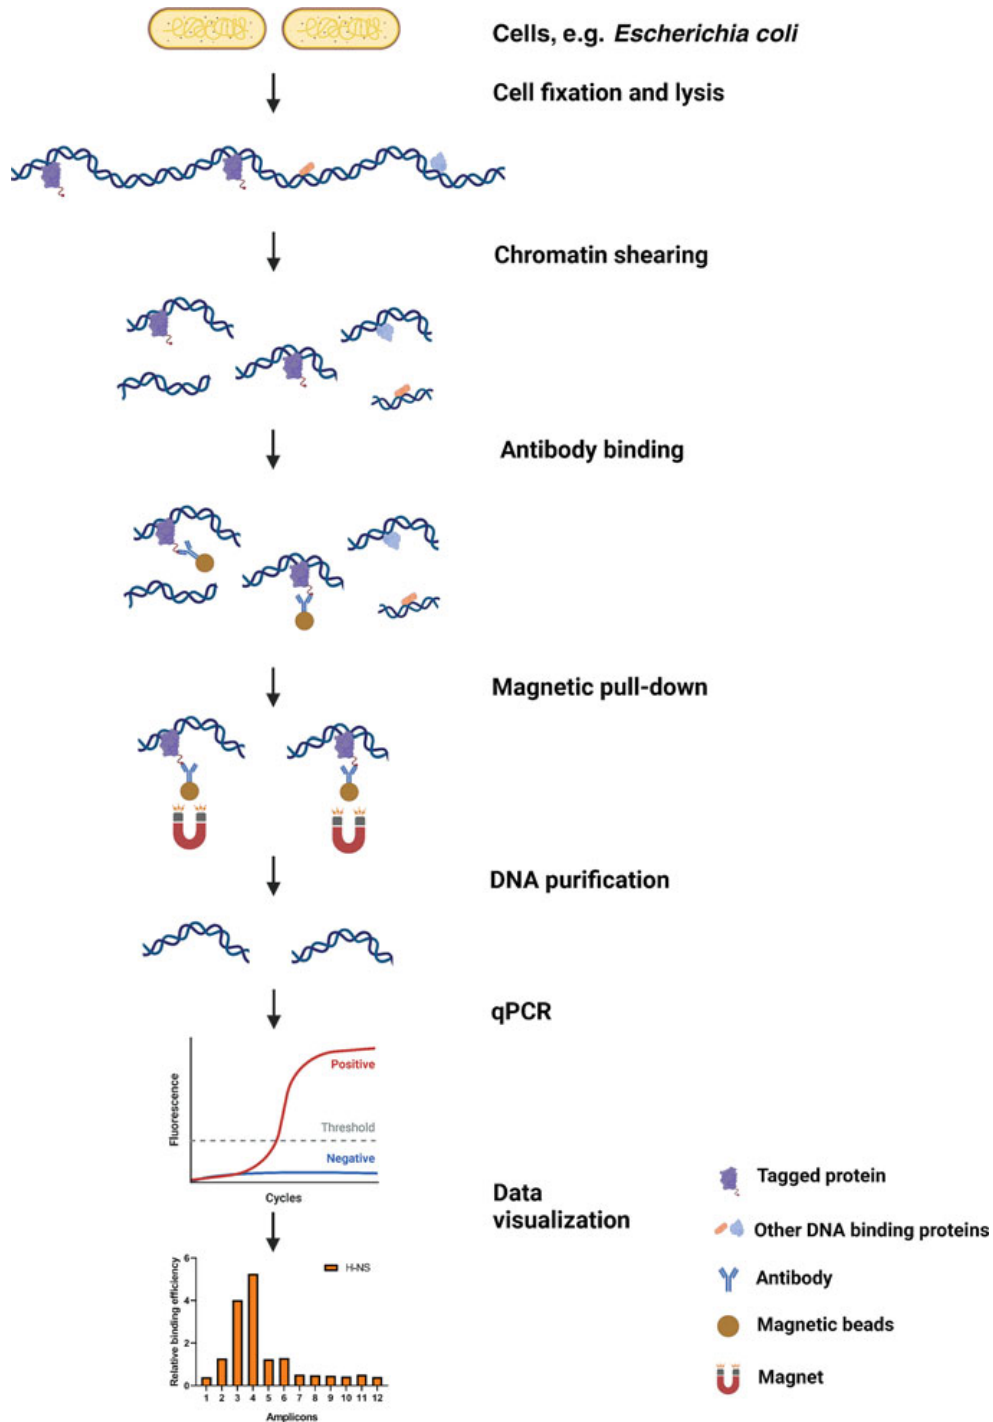 Cells, e.g. Escherichia coli
Cell fixation and lysis
Chromatin shearing
Antibody binding
Magnetic pull-down
DNA purification
qPCR
Fluorescence
Positive
Threshold
Negative
Cycles
Data
visualization
Relative binding efficiency
6
4
2
0
H-NS
1 2 3 4 5 6 7 8 9 10 11 12
Amplicons
Tagged protein
Other DNA binding proteins
Antibody
Magnetic beads
Magnet